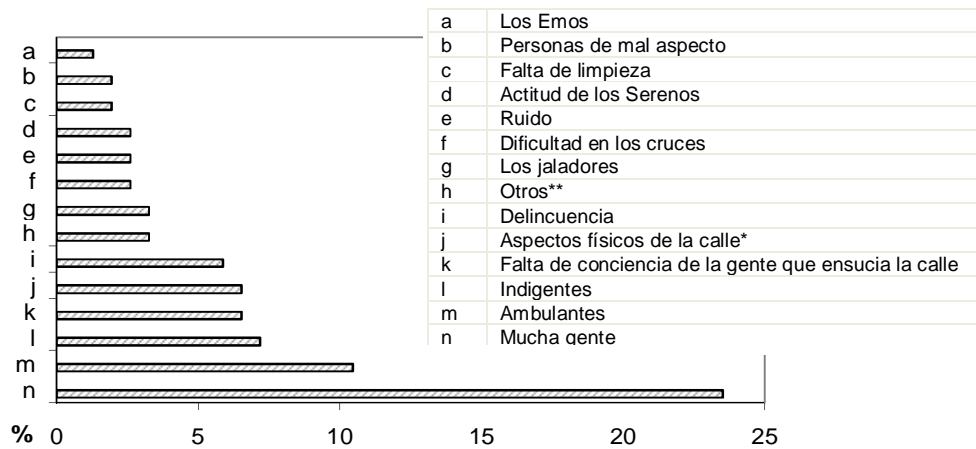 a Los Emos
b Personas de mal aspecto
c Falta de limpieza
d Actitud de los Serenos
e Ruido
f Dificultad en los cruces
g Los jaladores
h Otros**
i Delincuencia
j Aspectos físicos de la calle*
k Falta de conciencia de la gente que ensucia la calle
l Indigentes
m Ambulantes
n Mucha gente
a
b
c
d
e
f
g
h
i
j
k
l
m
n
% 0 5 10 15 20 25